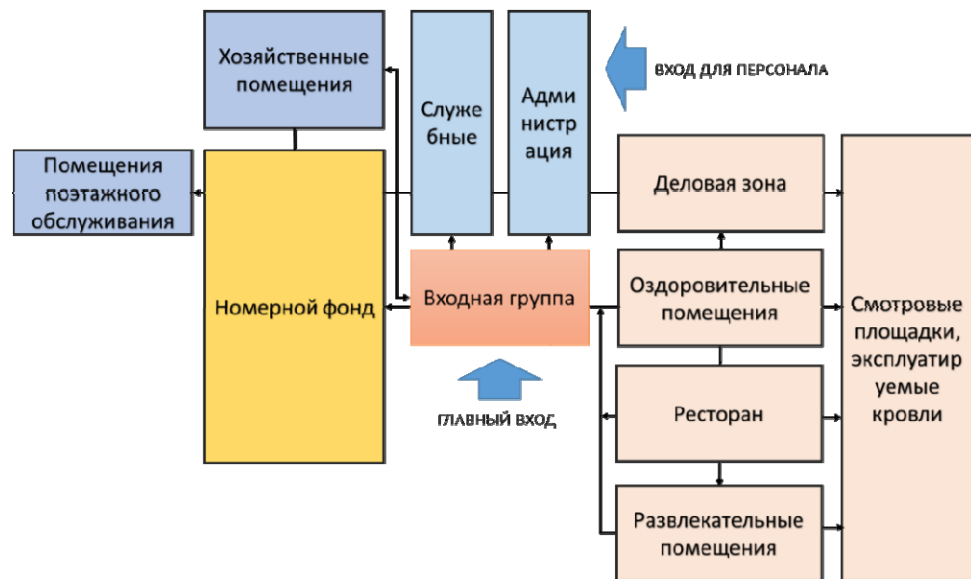 Хозяйственные
помещения
Служе
бные
Адми
нистр
ация
ВХОД ДЛЯ ПЕРСОНАЛА
Помещения
поэтажного
обслуживания
Деловая зона
Номерной фонд
Входная группа
Оздоровительные
помещения
Смотровые
площадки,
эксплуатир
уемые
кровли
ГЛАВНЫЙ ВХОД
Ресторан
Развлекательные
помещения